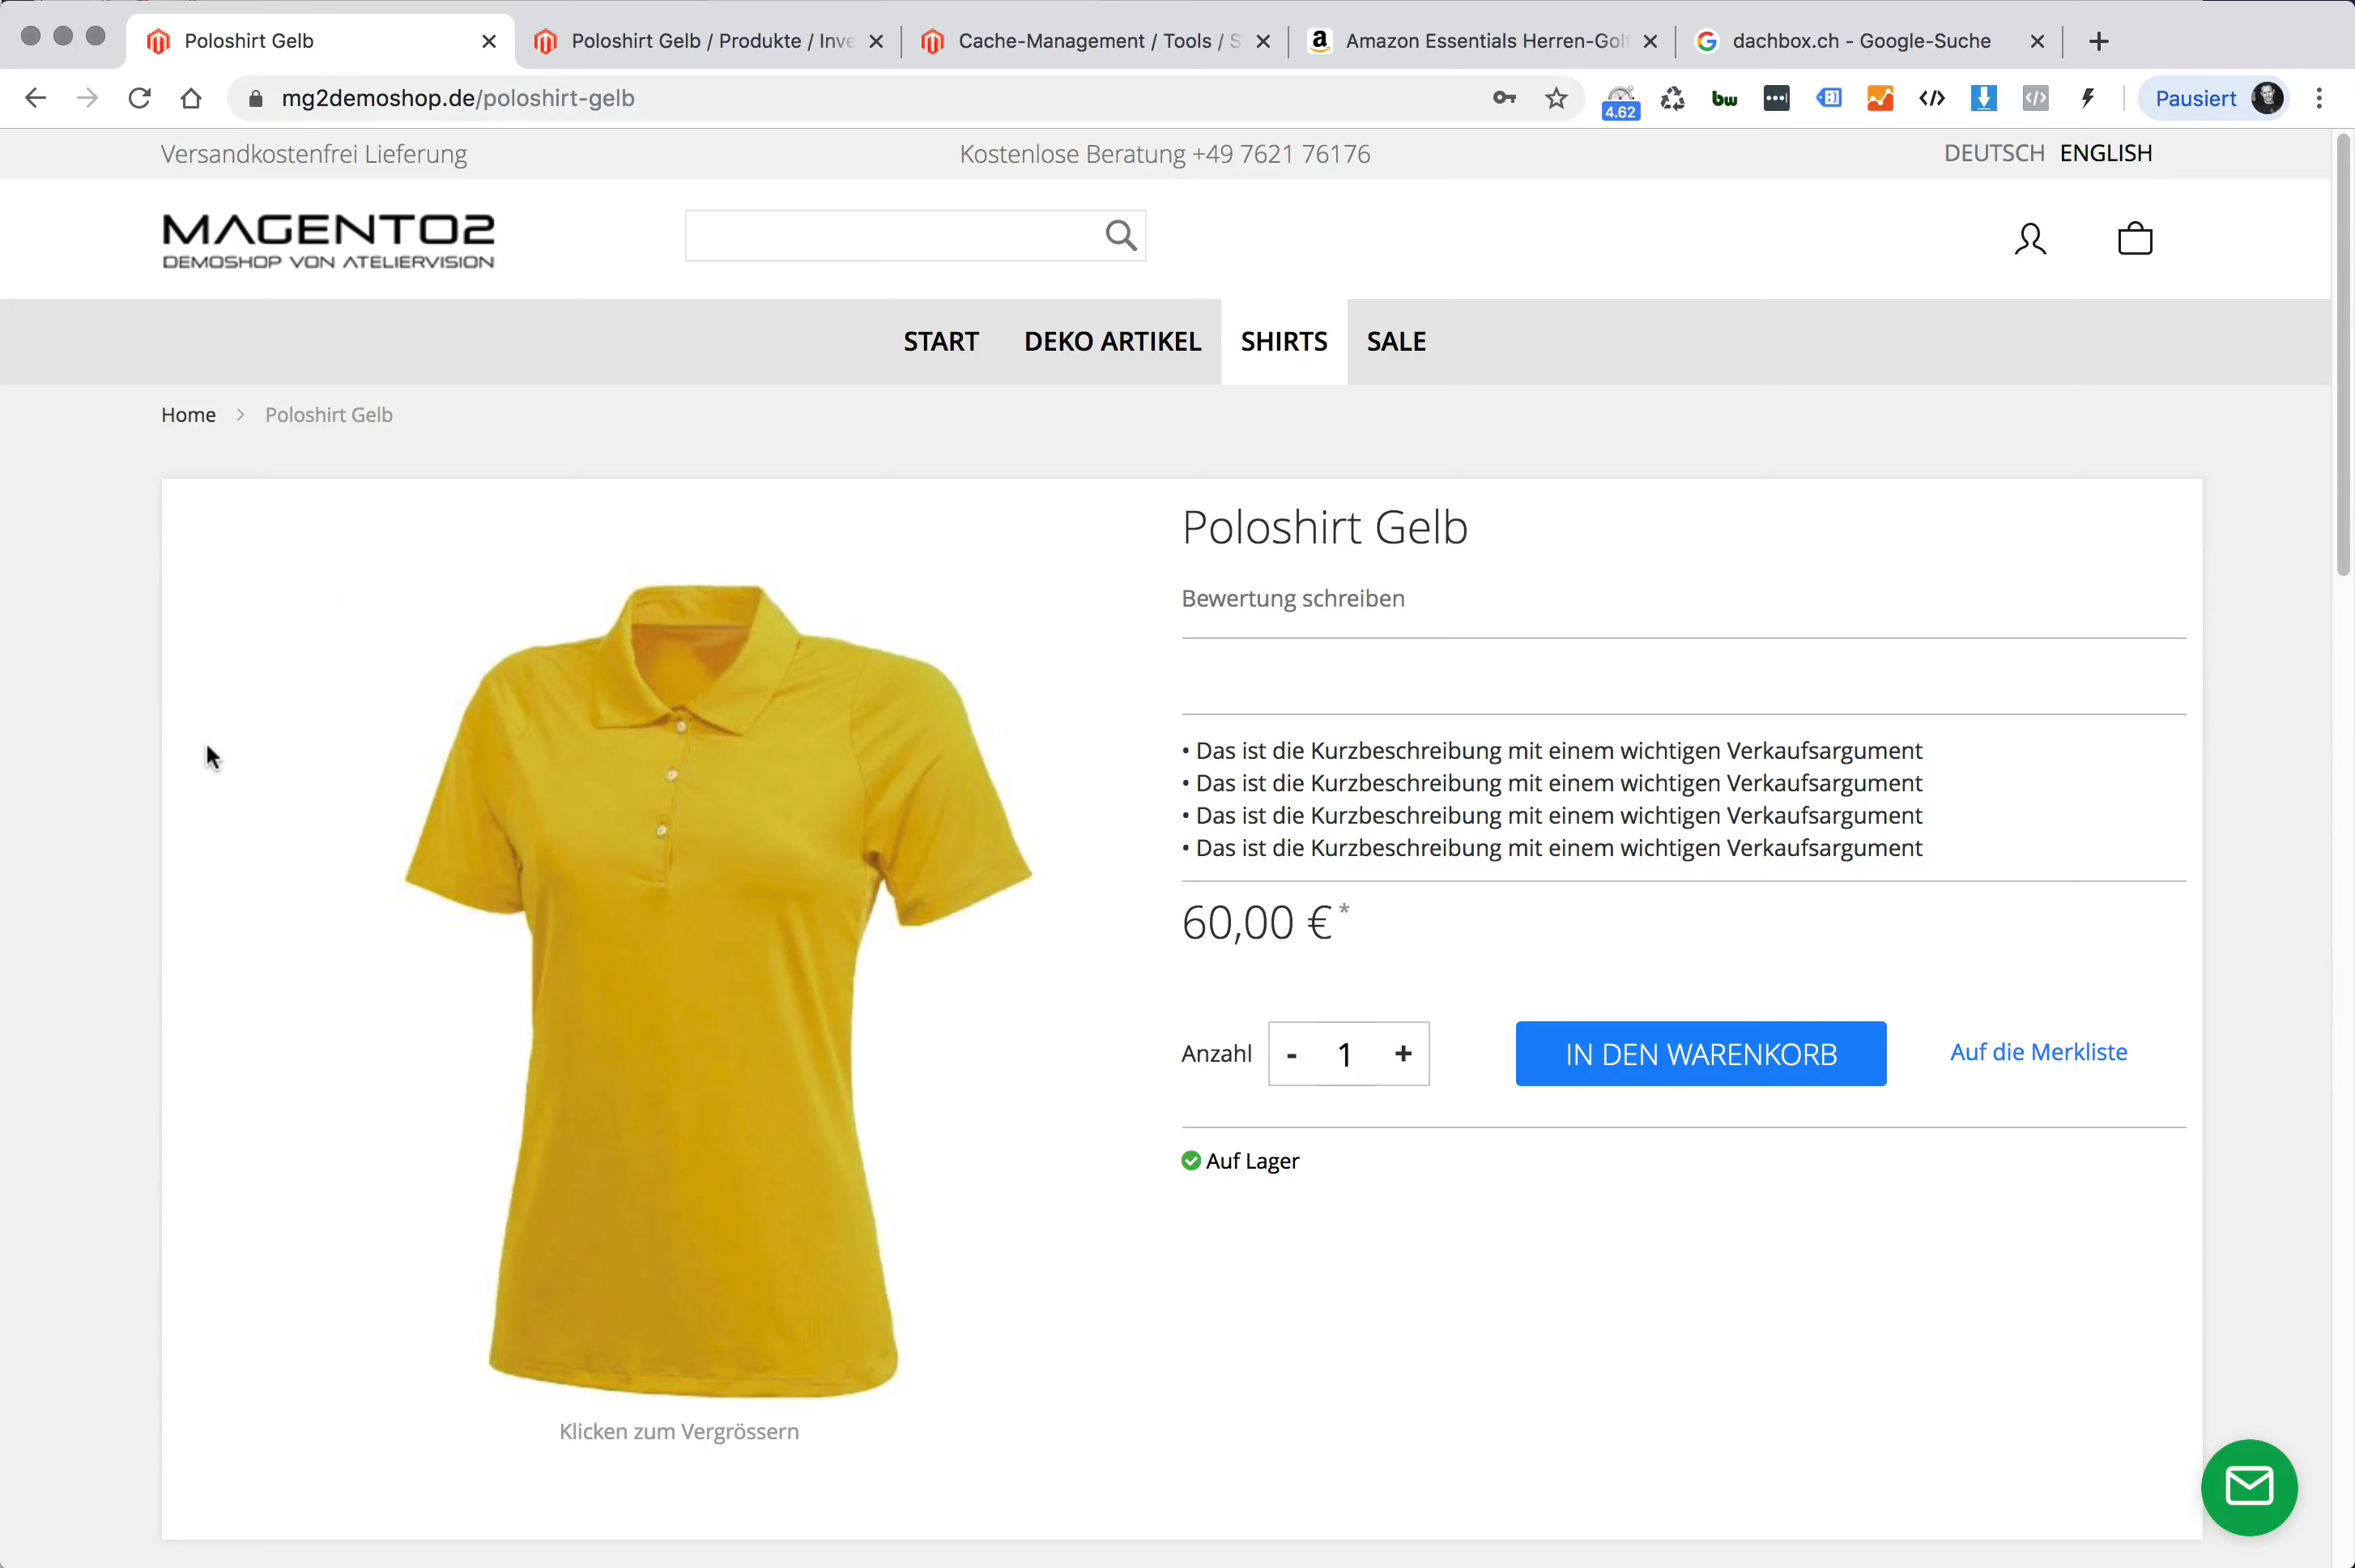 Poloshirt Gelb
Poloshirt Gelb / Produkte / Inve
Cache-Management / Tools / S
Amazon Essentials Herren-Golf
dachbox.ch - Google-Suche
mg2demoshop.de/poloshirt-gelb
4.62
bw
Pausiert
Versandkostenfrei Lieferung
Kostenlose Beratung +49 7621 76176
DEUTSCH ENGLISH
MAGENTO2
DEMOSHOP VON ATELIERVISION
START DEKO ARTIKEL SHIRTS SALE
Home > Poloshirt Gelb
Poloshirt Gelb
Bewertung schreiben
• Das ist die Kurzbeschreibung mit einem wichtigen Verkaufsargument
• Das ist die Kurzbeschreibung mit einem wichtigen Verkaufsargument
• Das ist die Kurzbeschreibung mit einem wichtigen Verkaufsargument
• Das ist die Kurzbeschreibung mit einem wichtigen Verkaufsargument
60,00 € *
Anzahl - 1 + IN DEN WARENKORB Auf die Merkliste
Auf Lager
Klicken zum Vergrössern